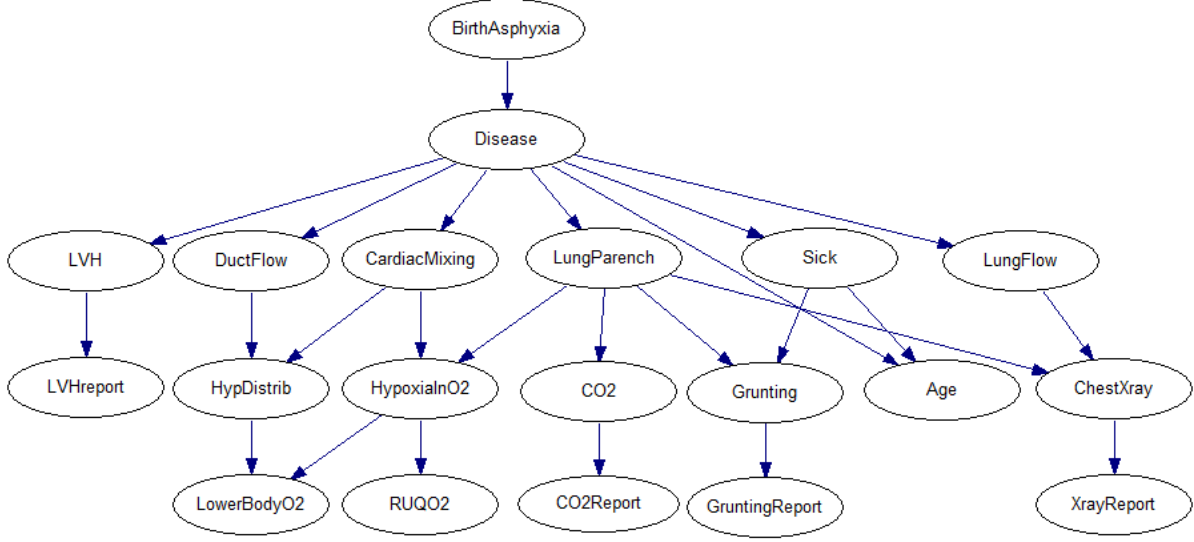 BirthAsphyxia
Disease
LVH
DuctFlow
CardiacMixing
LungParench
Sick
LungFlow
LVHreport
HypDistrib
HypoxiaInO2
CO2
Grunting
Age
ChestXray
LowerBodyO2
RUQO2
CO2Report
GruntingReport
XrayReport